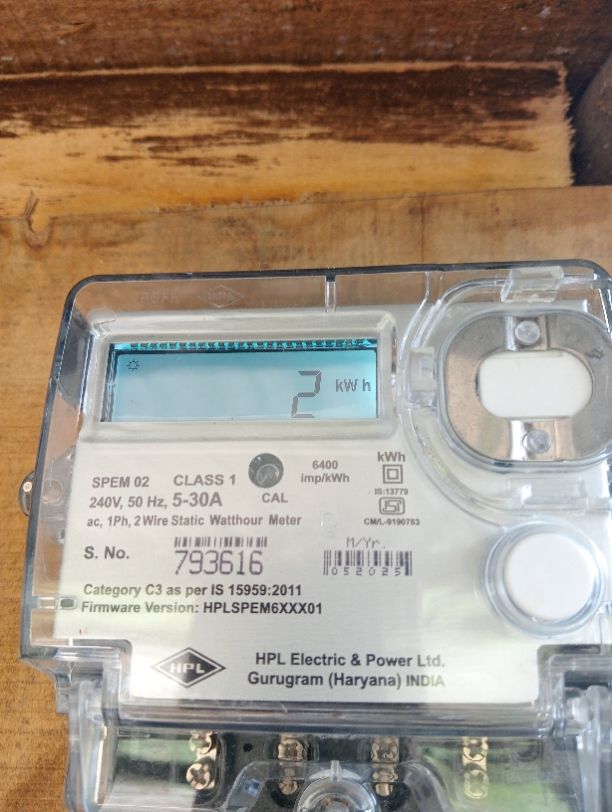 2 kWh
SPEM 02 CLASS 1
240V, 50 Hz, 5-30A
ac, 1Ph, 2 Wire Static Watthour Meter
CAL
6400
imp/kWh
kWh
IS:13779
CM/L-9190783
S. No.
793616
M/Yr.
052025
Category C3 as per IS 15959:2011
Firmware Version: HPLSPEM6XXX01
HPL
HPL Electric & Power Ltd.
Gurugram (Haryana) INDIA